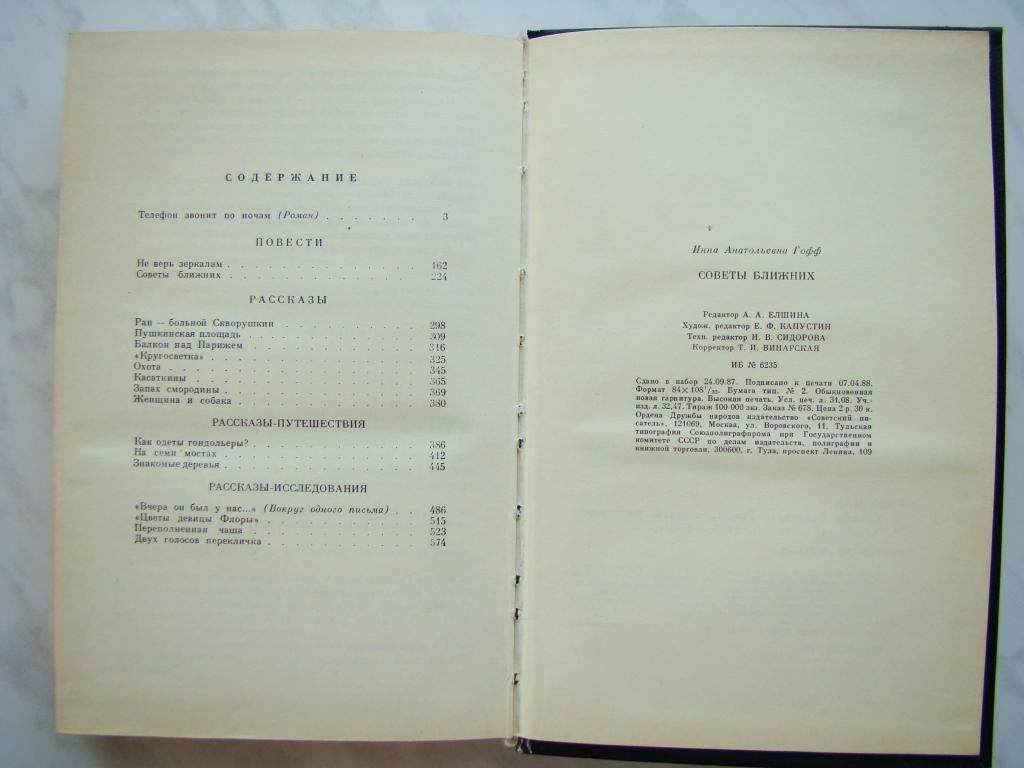 СОДЕРЖАНИЕ
Телефон звонит по ночам (Роман) . . . . . . 3
ПОВЕСТИ
Не верь зеркалам . . . . . . . . . . . 162
Советы ближних . . . . . . . . . . . 224
РАССКАЗЫ
Ран — больной Скворушкин . . . . . . . . 298
Пушкинская площадь . . . . . . . . . . 309
Балкон над Парижем . . . . . . . . . . 316
«Кругосветка» . . . . . . . . . . . . 325
Охота . . . . . . . . . . . . . . 345
Касаткины . . . . . . . . . . . . . 365
Запах смородины . . . . . . . . . . . 369
Женщина и собака . . . . . . . . . . . 380
РАССКАЗЫ-ПУТЕШЕСТВИЯ
Как одеты гондольеры? . . . . . . . . . 386
На семи мостах . . . . . . . . . . . 412
Знакомые деревья . . . . . . . . . . . 445
РАССКАЗЫ-ИССЛЕДОВАНИЯ
«Вчера он был у нас...» (Вокруг одного письма) . . 486
«Цветы девицы Флоры» . . . . . . . . . 515
Переполненная чаша . . . . . . . . . . 523
Двух голосов перекличка . . . . . . . . . 574
Инна Анатольевна Гофф
СОВЕТЫ БЛИЖНИХ
Редактор А. А. ЕЛШИНА
Худож. редактор Е. Ф. КАПУСТИН
Техн. редактор Н. В. СИДОРОВА
Корректор Т. И. ВИНАРСКАЯ
ИБ № 6235
Сдано в набор 24.09.87. Подписано к печати 07.04.88.
Формат 84×108 1/32. Бумага тип. № 2. Обыкновенная
новая гарнитура. Высокая печать. Усл. печ. л. 31,08. Уч.-
изд. л. 32,47. Тираж 100 000 экз. Заказ № 678. Цена 2 р. 30 к.
Ордена Дружбы народов издательство «Советский пи-
сатель», 121069, Москва, ул. Воровского, 11. Тульская
типография Союзполиграфпрома при Государственном
комитете СССР по делам издательств, полиграфии и
книжной торговли, 300600, г. Тула, проспект Ленина, 109